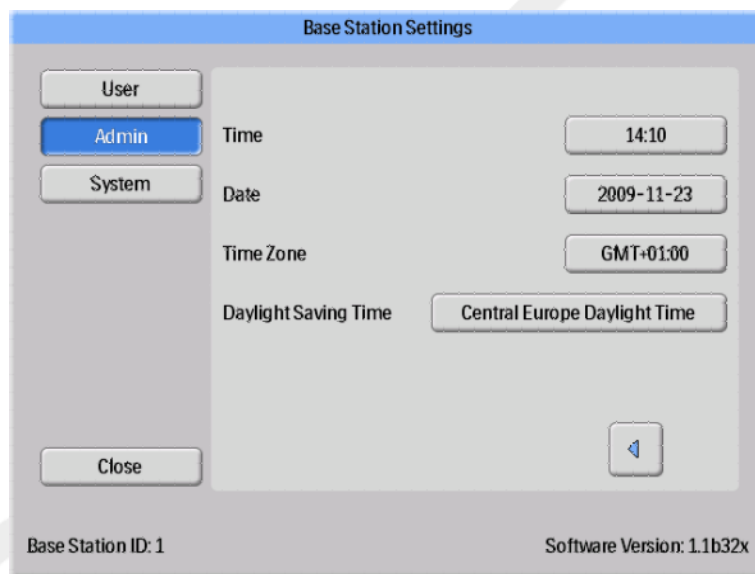 Base Station Settings
User
Admin
System
Time
14:10
Date
2009-11-23
Time Zone
GMT+01:00
Daylight Saving Time
Central Europe Daylight Time
Close
Base Station ID: 1
Software Version: 1.1b32x